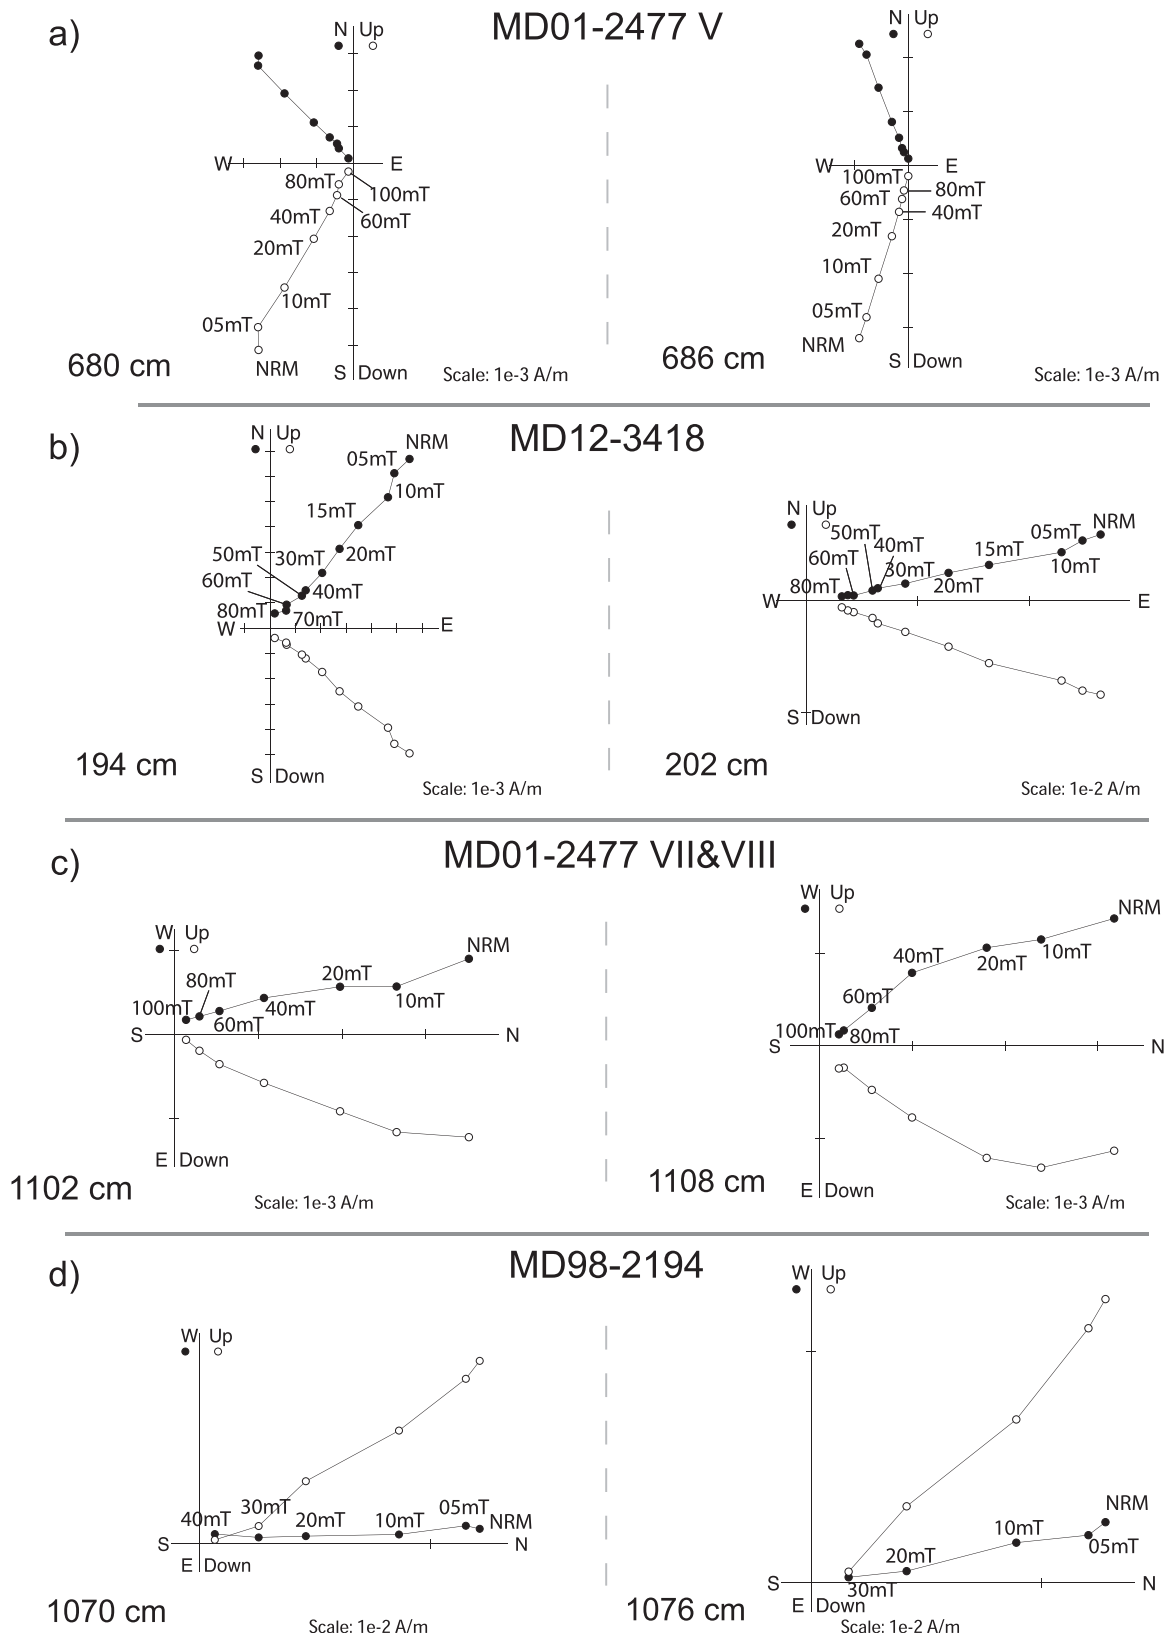 a)
MD01-2477 V
N Up
W E
80mT
100mT
40mT
60mT
20mT
10mT
05mT
NRM
680 cm
S Down
Scale: 1e-3 A/m
N Up
W E
100mT
80mT
60mT
40mT
20mT
10mT
05mT
NRM
686 cm
S Down
Scale: 1e-3 A/m
b)
MD12-3418
N Up
NRM
05mT
10mT
15mT
20mT
50mT
30mT
60mT
40mT
80mT
70mT
W E
194 cm
S Down
Scale: 1e-3 A/m
N Up
NRM
05mT
50mT
40mT
15mT
60mT
30mT
10mT
80mT
20mT
W E
S Down
202 cm
Scale: 1e-2 A/m
c)
MD01-2477 VII&VIII
W Up
NRM
80mT
20mT
100mT
40mT
10mT
60mT
S N
E Down
1102 cm
Scale: 1e-3 A/m
W Up
NRM
40mT
20mT
10mT
60mT
100mT
80mT
S N
E Down
1108 cm
Scale: 1e-3 A/m
d)
MD98-2194
W Up
30mT
05mT
40mT
20mT
10mT
NRM
S N
E Down
1070 cm
Scale: 1e-2 A/m
W Up
NRM
10mT
05mT
20mT
30mT
S N
E Down
1076 cm
Scale: 1e-2 A/m